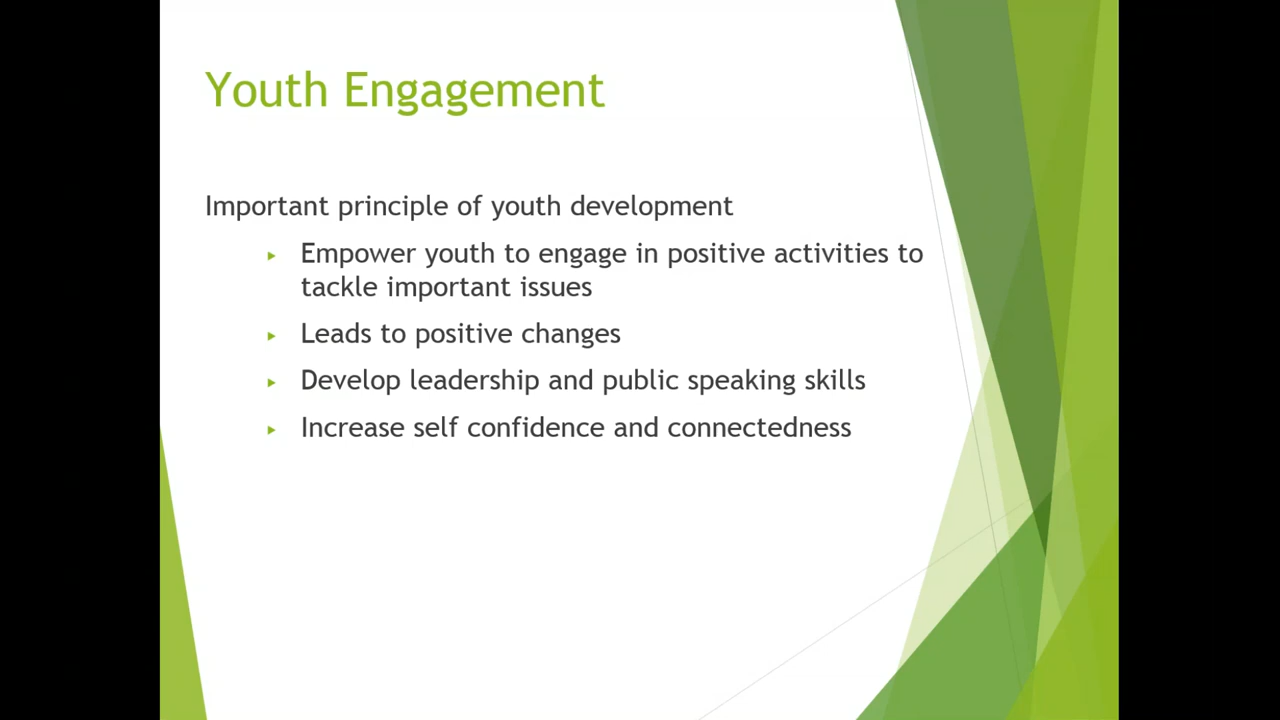 Youth Engagement
Important principle of youth development
Empower youth to engage in positive activities to
tackle important issues
Leads to positive changes
Develop leadership and public speaking skills
Increase self confidence and connectedness